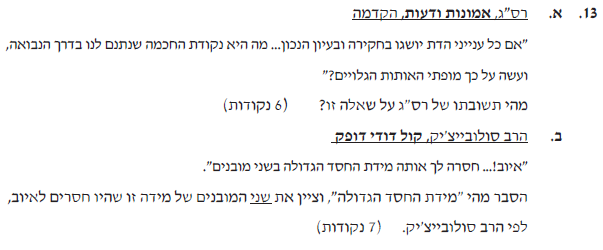 13. א. רס"ג, אמונות ודעות, הקדמה
"אם כל ענייני הדת יושגו בחקירה ובעיון הנכון... מה היא נקודת החכמה שנתנם לנו בדרך הנבואה,
ועשה על כך מופתי האותות הגלויים?"
מהי תשובתו של רס"ג על שאלה זו? (6 נקודות)
ב. הרב סולובייצ'יק, קול דודי דופק
"איוב!... חסרה לך אותה מידת החסד הגדולה בשני מובנים".
הסבר מהי "מידת החסד הגדולה", וציין את שני המובנים של מידה זו שהיו חסרים לאיוב,
לפי הרב סולובייצ'יק. (7 נקודות)